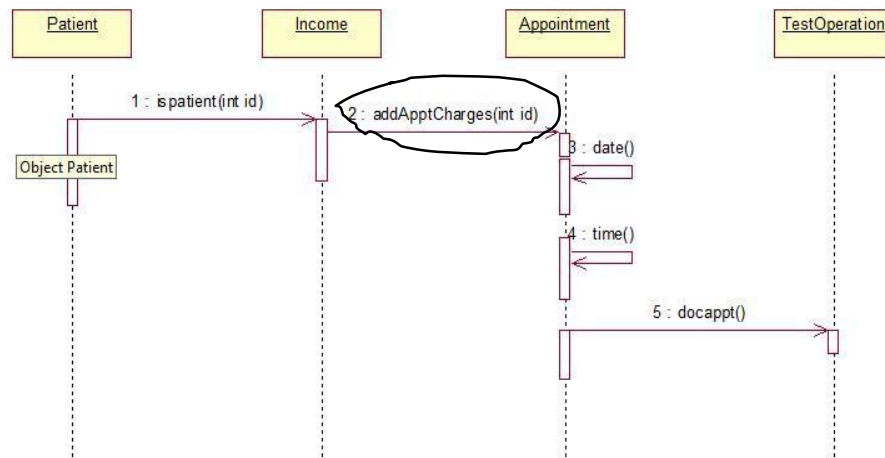 Patient
Income
Appointment
TestOperation
1 : ispatient(int id)
2 : addApptCharges(int id)
3 : date()
Object Patient
4 : time()
5 : docappt()